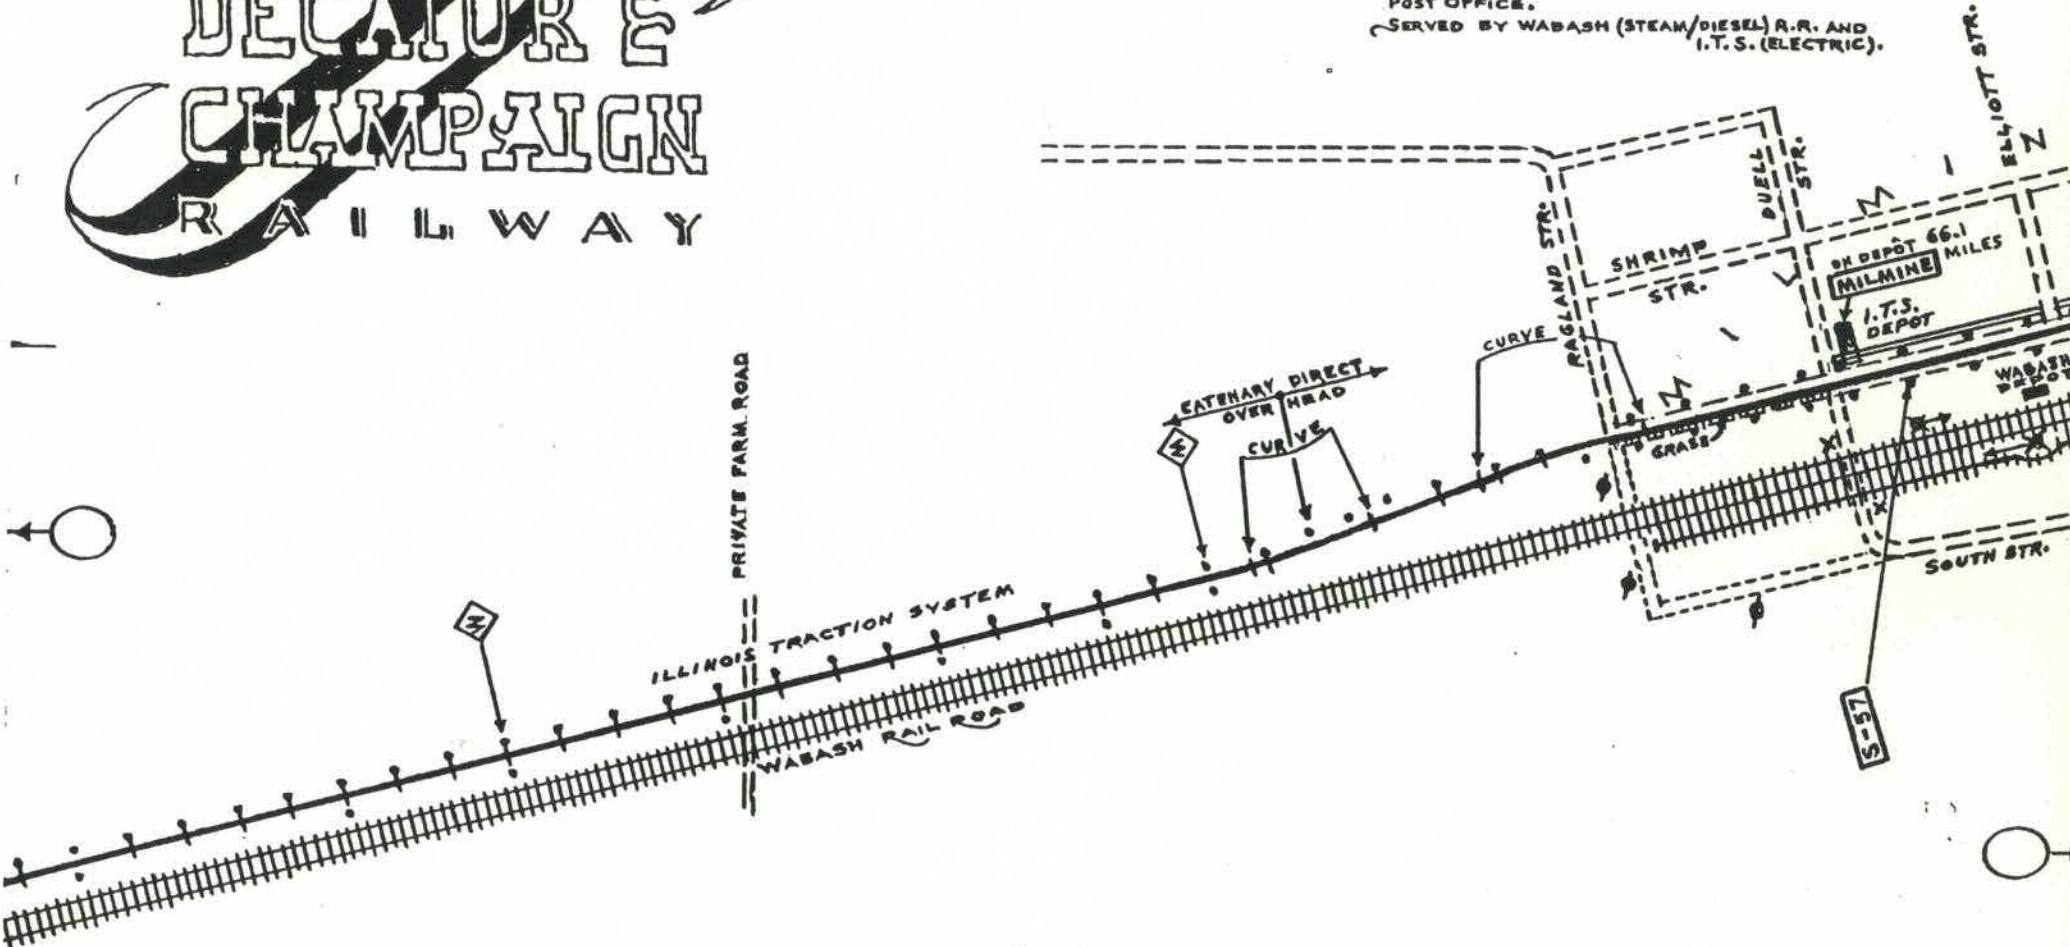 DECATUR &
CHAMPAIGN
RAILWAY
POST OFFICE.
SERVED BY WABASH (STEAM/DIESEL) R.R. AND
I.T.S. (ELECTRIC).
ELLIOTT STR.
DUELL
STR.
RAGLAND STR.
SHRIMP
STR.
MILMINE
ON DEPÔT 66.1
MILES
MILMINE
I.T.S.
DEPOT
WABASH
DEPOT
GRASS
SOUTH STR.
S-57
CURVE
CATENARY DIRECT
OVER HEAD
CURVE
W
W
PRIVATE FARM ROAD
ILLINOIS TRACTION SYSTEM
WABASH RAIL ROAD